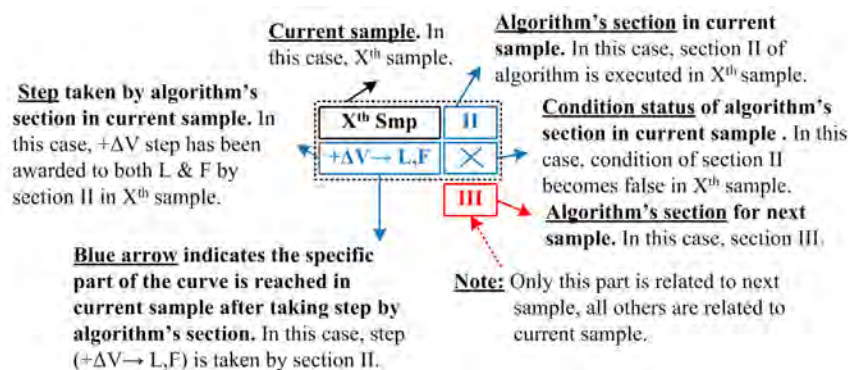 Current sample. In
this case, Xth sample.
Algorithm's section in current
sample. In this case, section II of
algorithm is executed in Xth sample.
Step taken by algorithm's
section in current sample. In
this case, +ΔV step has been
awarded to both L & F by
section II in Xth sample.
Xth Smp
II
+ΔV→ L,F
X
III
Condition status of algorithm's
section in current sample . In this
case, condition of section II
becomes false in Xth sample.
Algorithm's section for next
sample. In this case, section III
Blue arrow indicates the specific
part of the curve is reached in
current sample after taking step by
algorithm's section. In this case, step
(+ΔV→ L,F) is taken by section II.
Note: Only this part is related to next
sample, all others are related to
current sample.